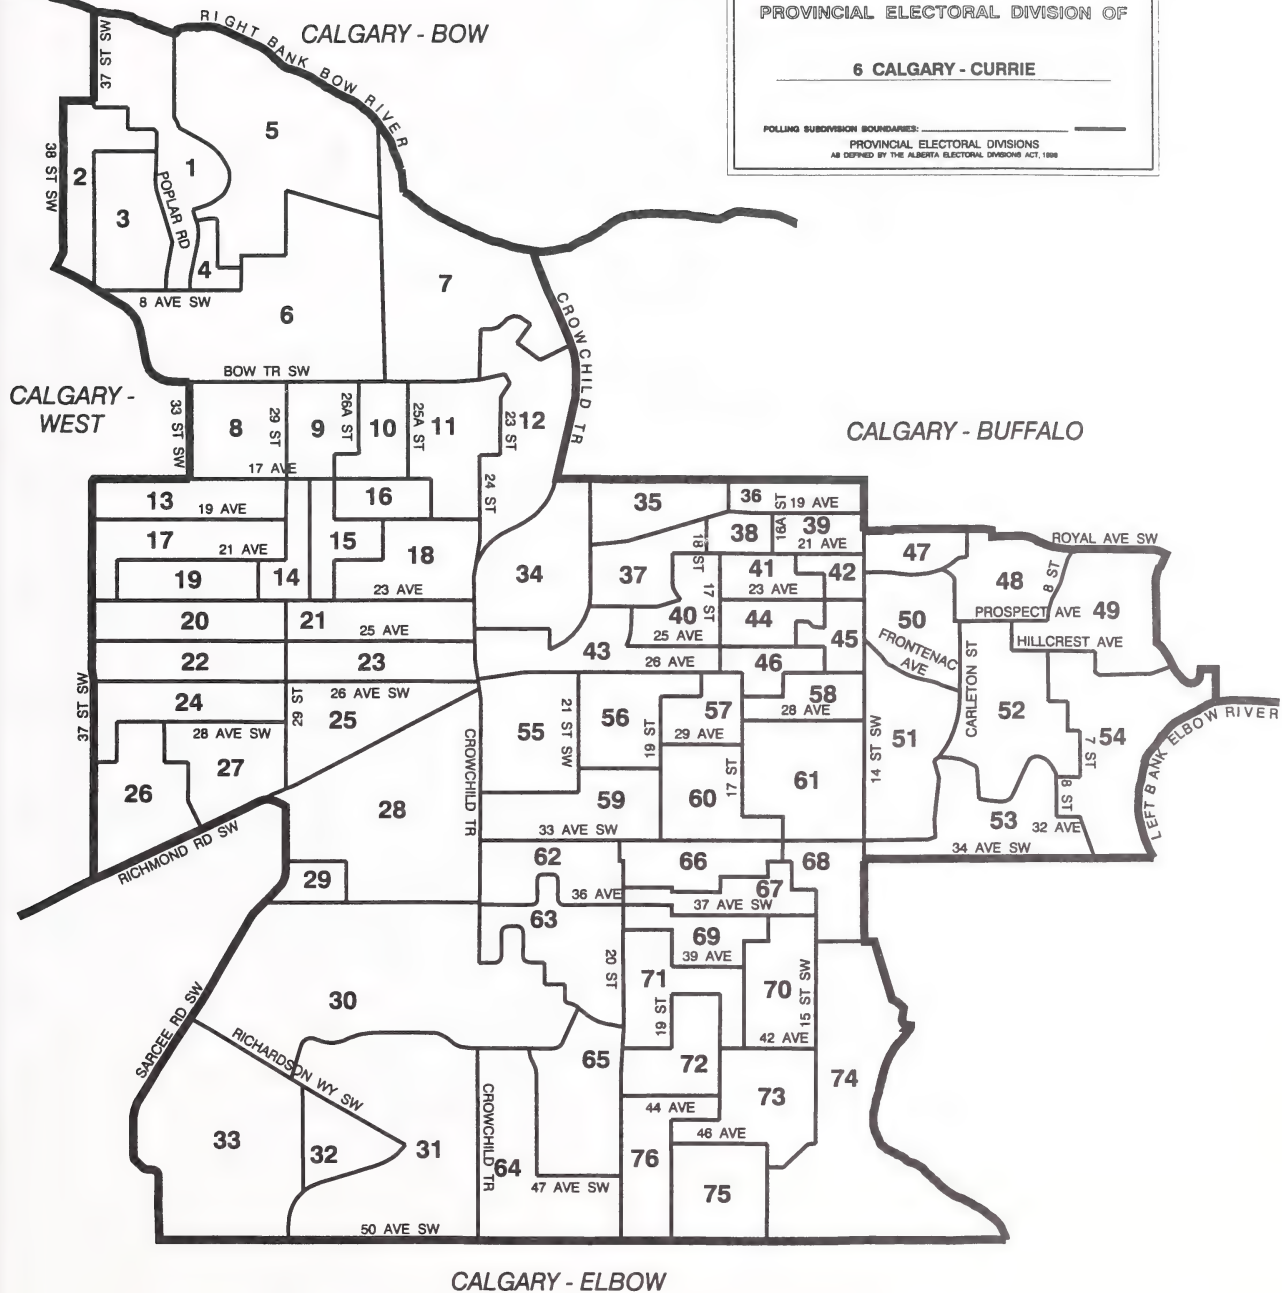 PROVINCIAL ELECTORAL DIVISION OF
6 CALGARY - CURRIE
POLLING SUBDIVISION BOUNDARIES:
PROVINCIAL ELECTORAL DIVISIONS
AS DEFINED BY THE ALBERTA ELECTORAL DIVISIONS ACT, 1996
CALGARY - BOW
RIGHT BANK BOW RIVER
37 ST SW
38 ST SW
5
1
2
3
POPLAR RD
4
8 AVE SW
7
6
CROWCHILD TR
BOW TR SW
CALGARY -
WEST
33 ST SW
8
29 ST
9
26A ST
10
25A ST
11
23 ST
12
17 AVE
24 ST
CALGARY - BUFFALO
13
19 AVE
16
35
36
ST
19 AVE
17
21 AVE
15
18
18 ST
38
16A
39
21 AVE
47
ROYAL AVE SW
19
14
23 AVE
34
37
41
42
23 AVE
48
8 ST
49
20
21
25 AVE
40
17 ST
44
25 AVE
45
50
PROSPECT AVE
FRONTENAC
AVE
HILLCREST AVE
22
23
43
26 AVE
46
CARLETON ST
37 ST SW
24
29 ST
26 AVE SW
25
28 AVE SW
27
26
CROWCHILD TR
28
55
21 ST SW
56
19 ST
57
29 AVE
58
28 AVE
14 ST SW
51
52
7 ST
54
LEFT BANK ELBOW RIVER
59
60
17 ST
61
8 ST
53
32 AVE
33 AVE SW
34 AVE SW
RICHMOND RD SW
29
62
36 AVE
66
68
67
37 AVE SW
63
69
39 AVE
20 ST
71
19 ST
70
15 ST SW
42 AVE
30
SARCEE RD SW
RICHARDSON WY SW
65
72
74
73
44 AVE
46 AVE
33
32
31
CROWCHILD TR
64
47 AVE SW
76
75
50 AVE SW
CALGARY - ELBOW